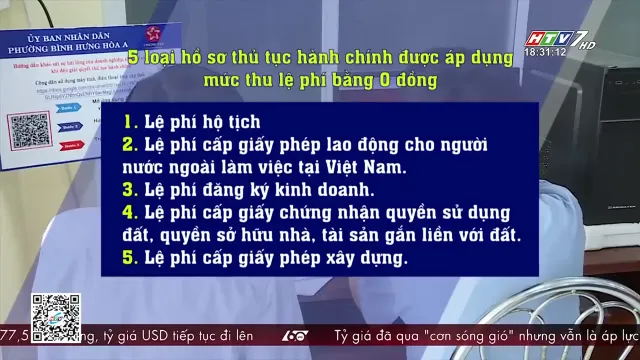 ỦY BAN NHÂN DÂN
PHƯỜNG BÌNH HƯNG HÒA A
HTV7 HD
18:31:12
5 loại hồ sơ thủ tục hành chính được áp dụng
mức thu lệ phí bằng 0 đồng
1. Lệ phí hộ tịch
2. Lệ phí cấp giấy phép lao động cho người
nước ngoài làm việc tại Việt Nam.
3. Lệ phí đăng ký kinh doanh.
4. Lệ phí cấp giấy chứng nhận quyền sử dụng
đất, quyền sở hữu nhà, tài sản gắn liền với đất.
5. Lệ phí cấp giấy phép xây dựng.
77,5 tỷ giá USD tiếp tục đi lên 60 Tỷ giá đã qua "cơn sóng gió" nhưng vẫn là áp lực